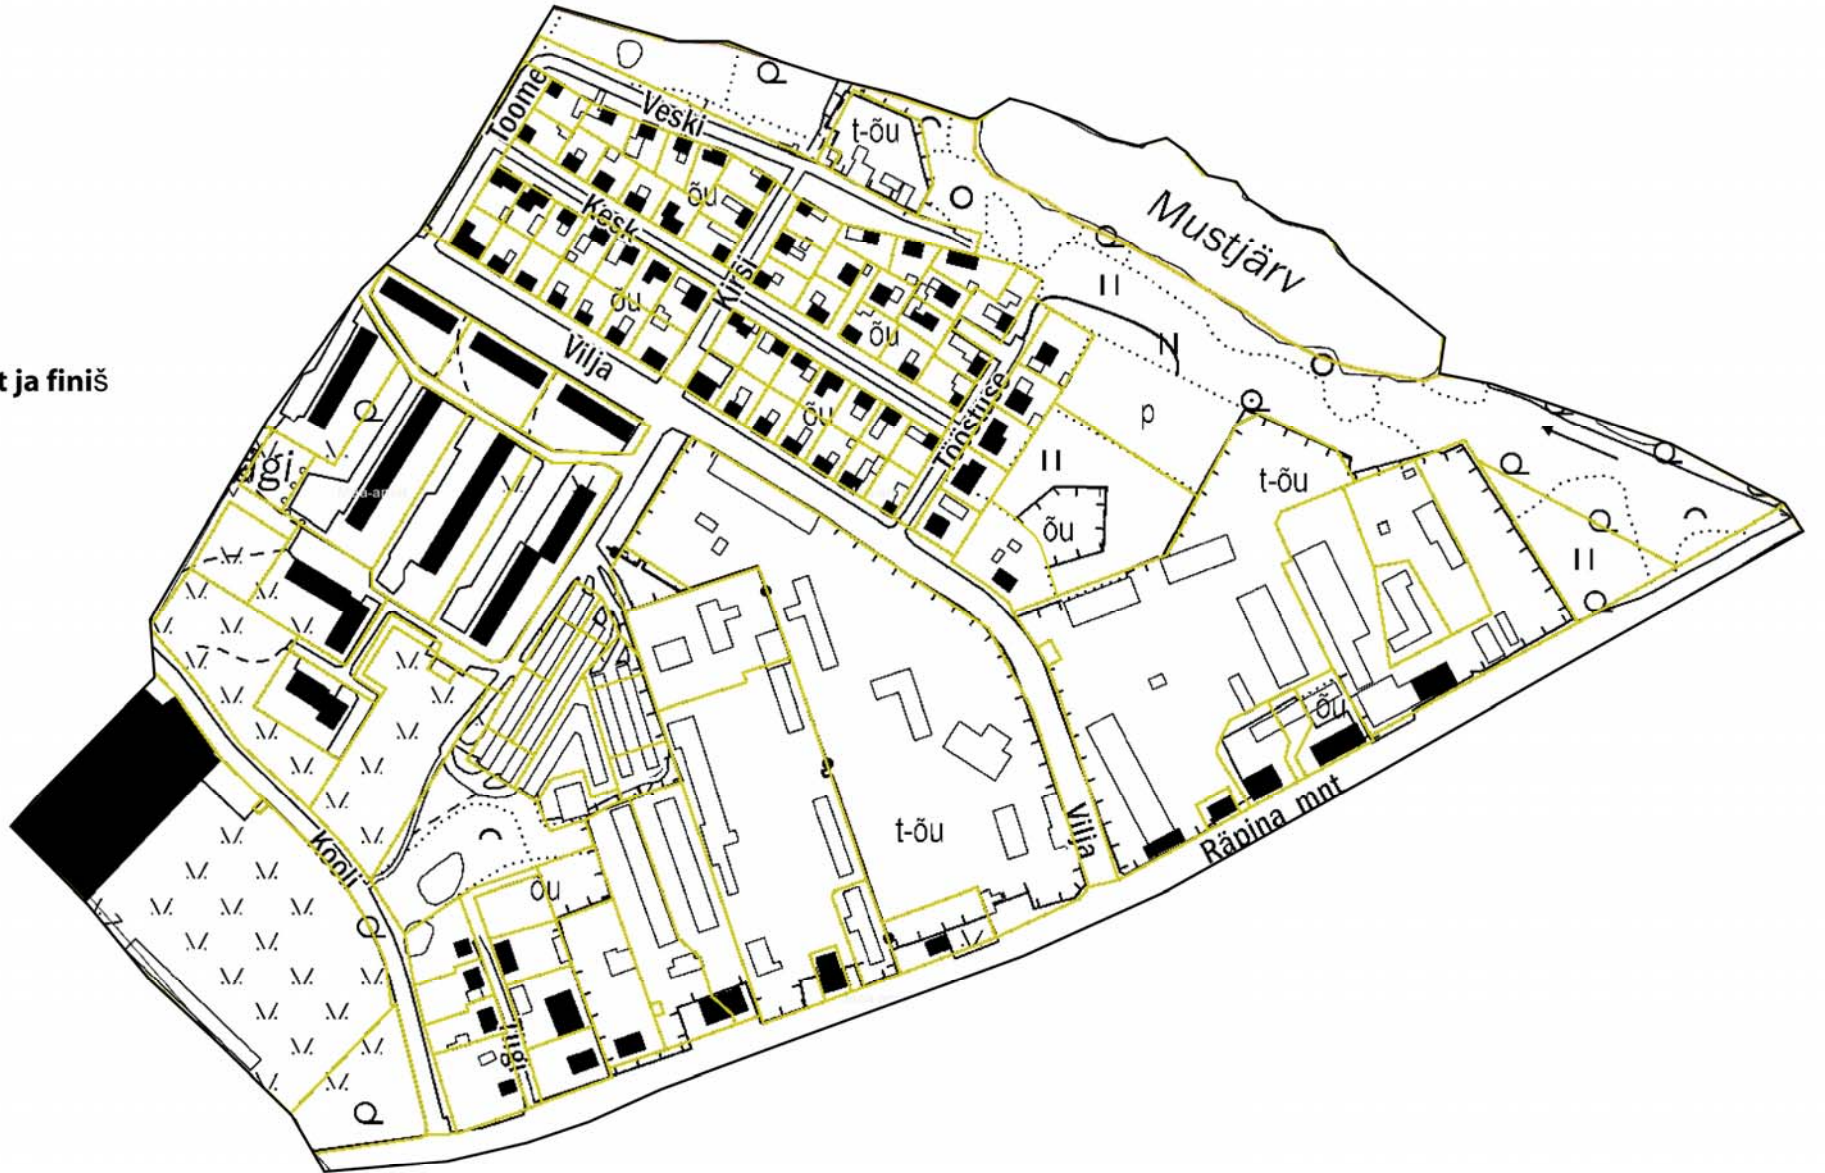 Toome
Veski
t-õu
õu
Kesk
Kirsi
Mustjärv
õu
õu
Vilja
t ja finiš
õu
Tööstuse
p
ägi.
õu
t-õu
õu
Vilja
t-õu
Räpina mnt
Kooli
õu